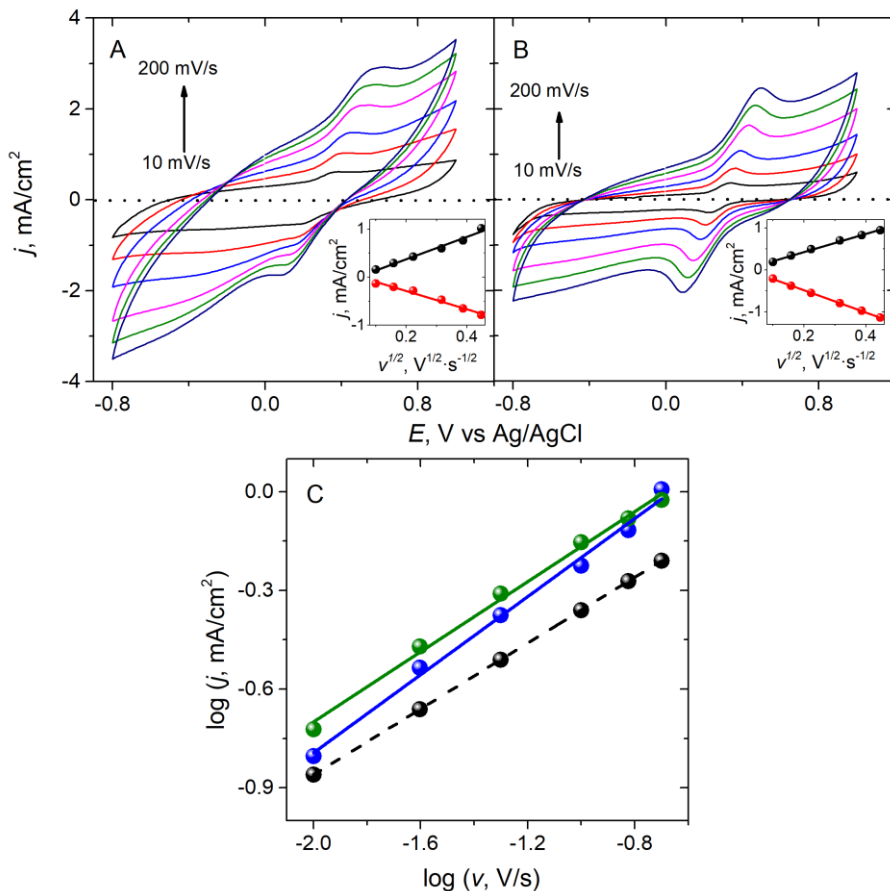 A
200 mV/s
10 mV/s
4
2
0
-2
-4
j, mA/cm²
-0.8
0.0
0.8
j, mA/cm²
1
0
-1
0.2
0.4
v^1/2, V^1/2·s^-1/2
B
200 mV/s
10 mV/s
-0.8
0.0
0.8
j, mA/cm²
1
0
-1
0.2
0.4
v^1/2, V^1/2·s^-1/2
E, V vs Ag/AgCl
C
0.0
-0.3
-0.6
-0.9
log (j, mA/cm²)
-2.0
-1.6
-1.2
-0.8
log (v, V/s)